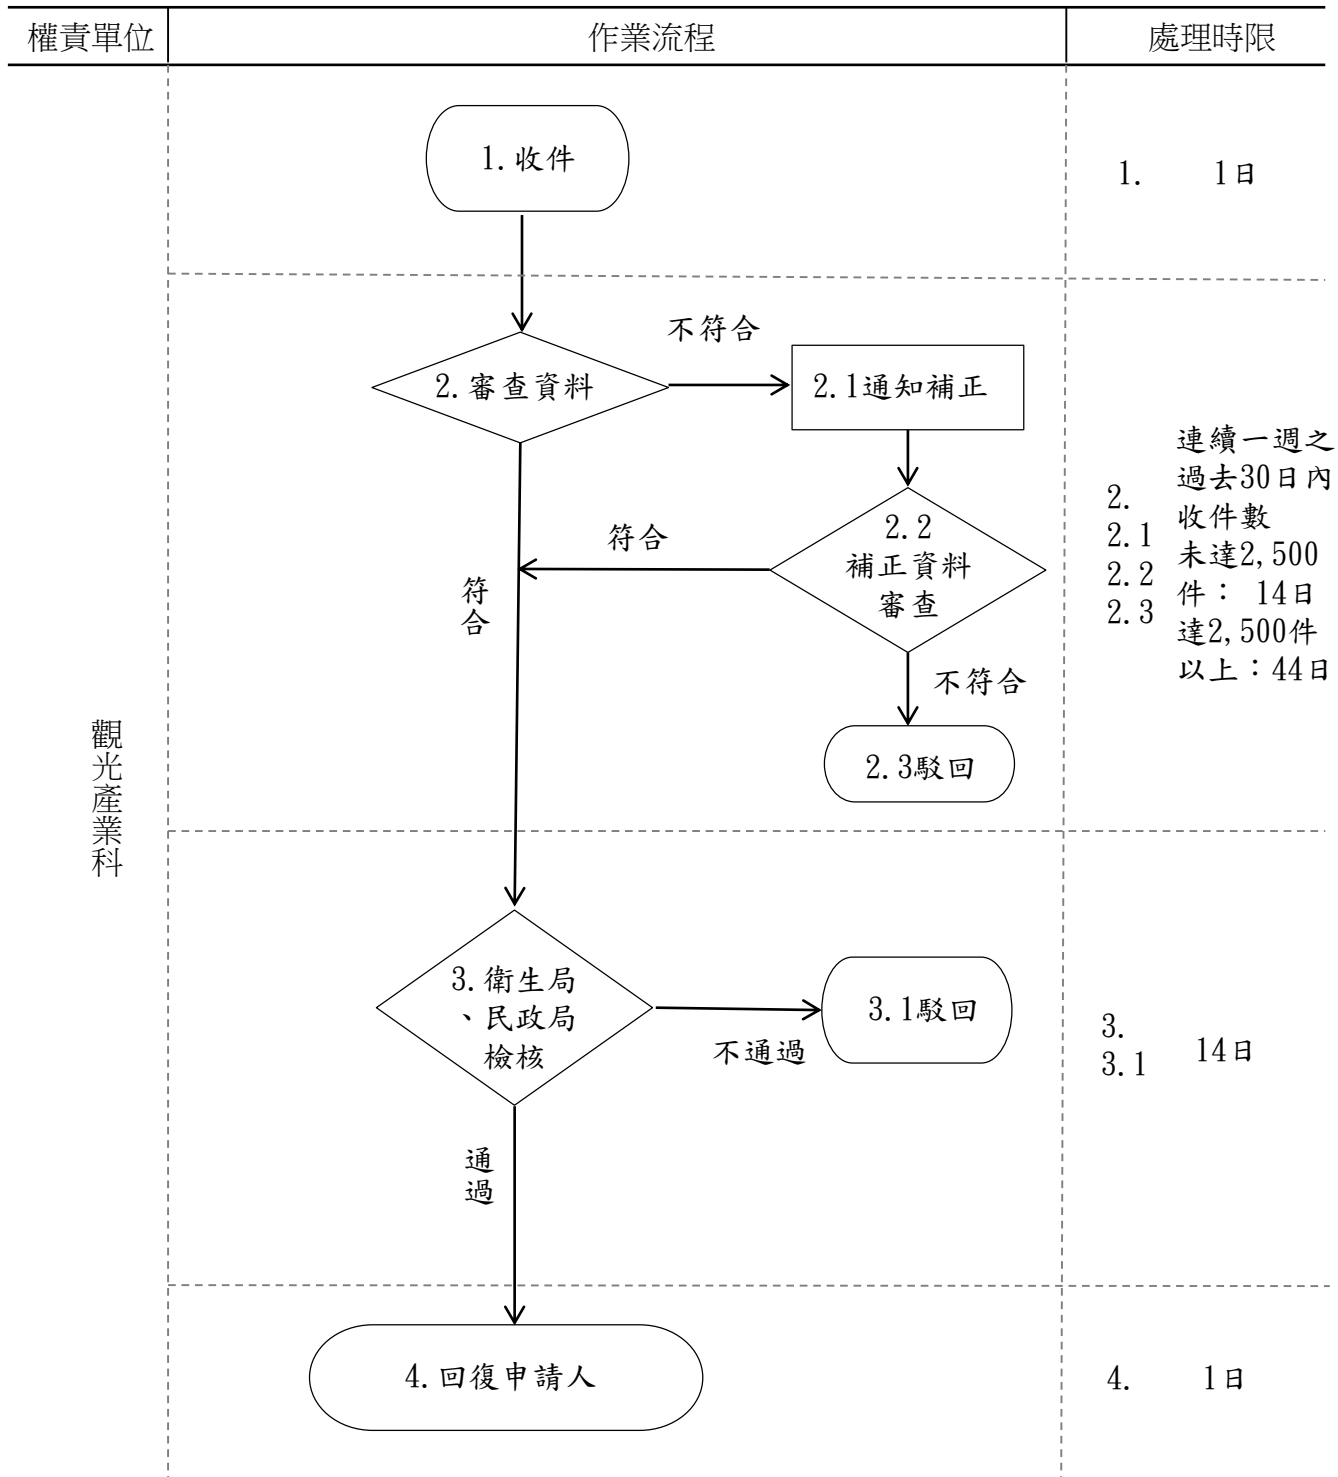 權責單位
作業流程
處理時限
觀光產業科
1.收件
1. 1日
2.審查資料
不符合
2.1通知補正
2.2
補正資料
審查
符合
符合
不符合
2.3駁回
2.
2.1
2.2
2.3
連續一週之
過去30日內
收件數
未達2,500
件： 14日
達2,500件
以上：44日
3.衛生局
、民政局
檢核
不通過
3.1駁回
通過
3.
3.1
14日
4.回復申請人
4. 1日